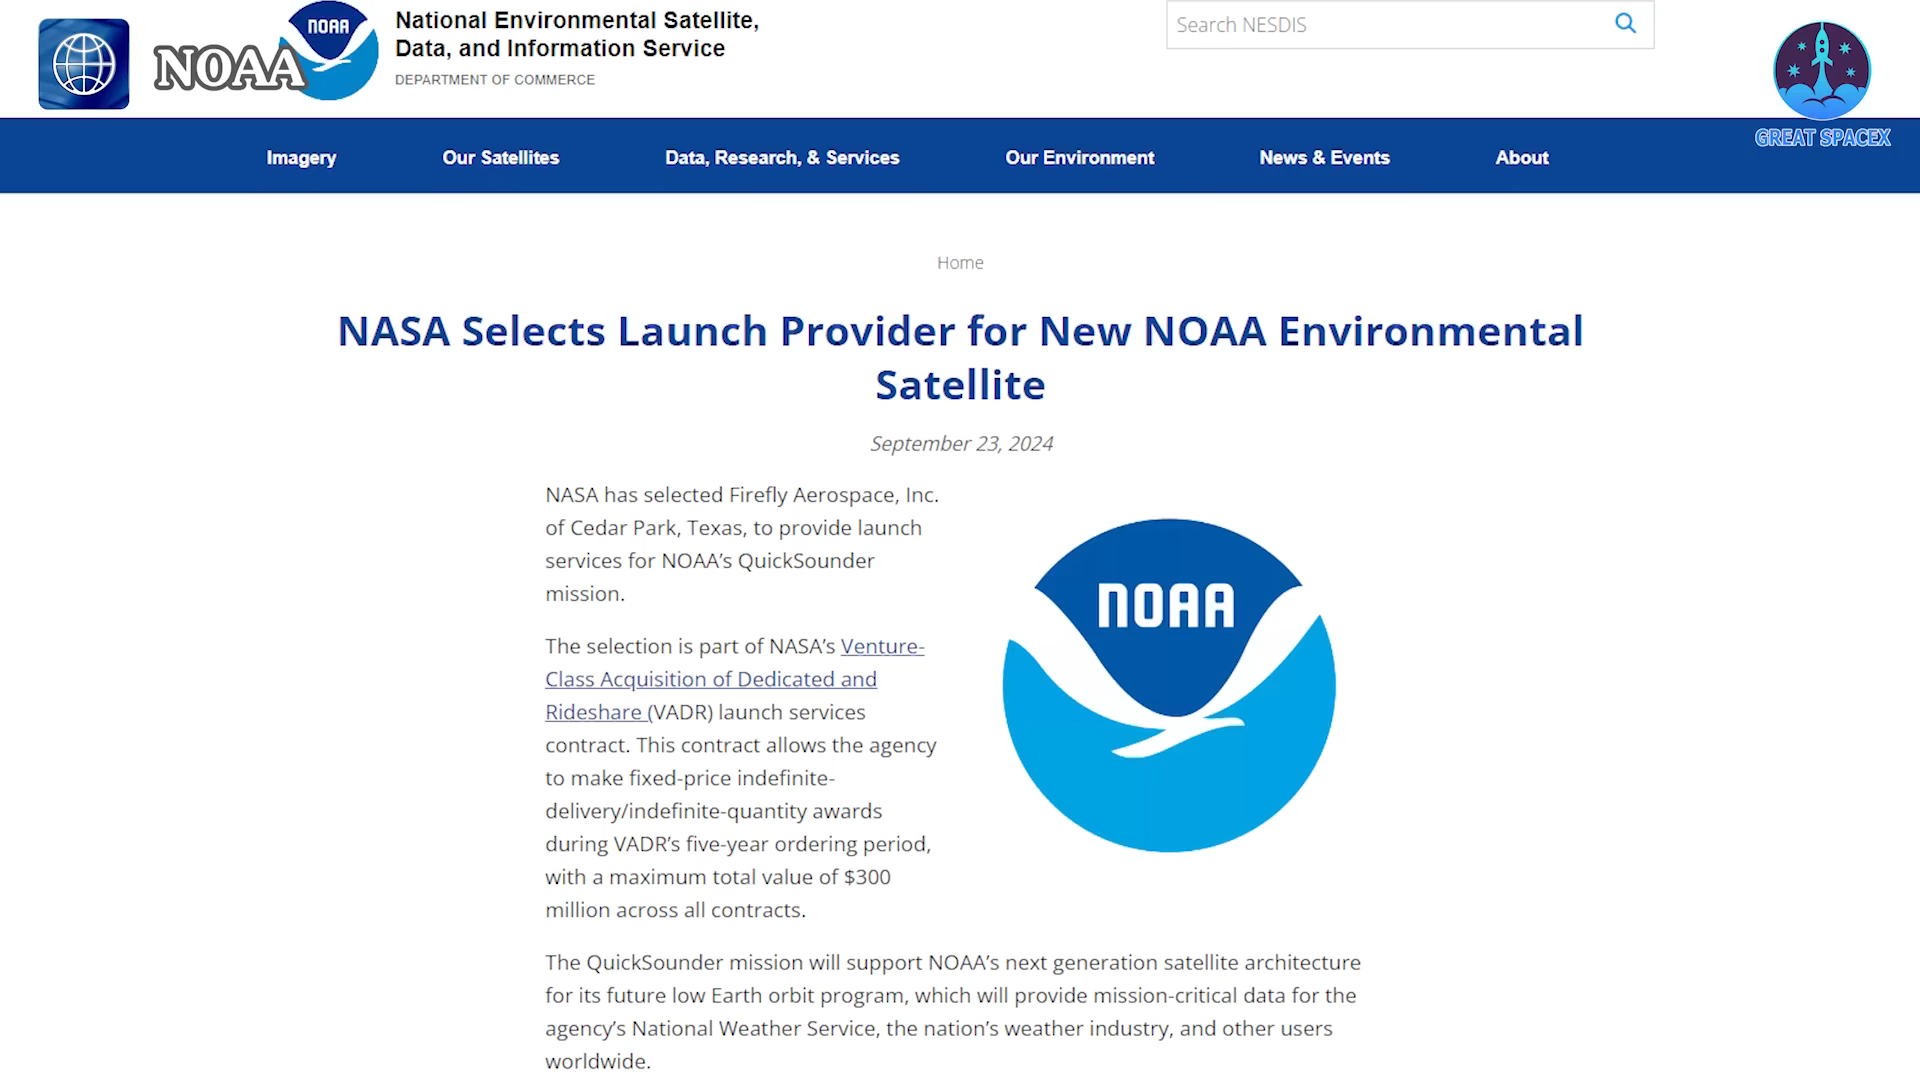 NOAA
NOAA
National Environmental Satellite,
Data, and Information Service
DEPARTMENT OF COMMERCE
Search NESDIS
GREAT SPACEX
Imagery
Our Satellites
Data, Research, & Services
Our Environment
News & Events
About
Home
NASA Selects Launch Provider for New NOAA Environmental
Satellite
September 23, 2024
NASA has selected Firefly Aerospace, Inc.
of Cedar Park, Texas, to provide launch
services for NOAA’s QuickSounder
mission.
The selection is part of NASA’s Venture-
Class Acquisition of Dedicated and
Rideshare (VADR) launch services
contract. This contract allows the agency
to make fixed-price indefinite-
delivery/indefinite-quantity awards
during VADR’s five-year ordering period,
with a maximum total value of $300
million across all contracts.
NOAA
The QuickSounder mission will support NOAA’s next generation satellite architecture
for its future low Earth orbit program, which will provide mission-critical data for the
agency’s National Weather Service, the nation’s weather industry, and other users
worldwide.